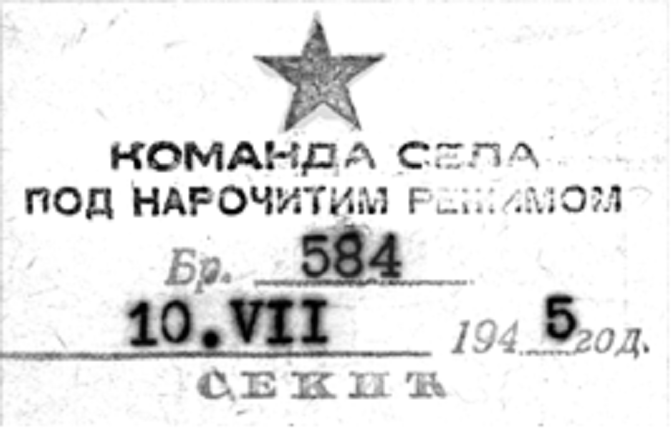 КОМАНДА СЕЛА
ПОД НАРОЧИТИМ РЕЖИМОМ
Бр. 584
10.VII 1945 год.
СЕКИЋ